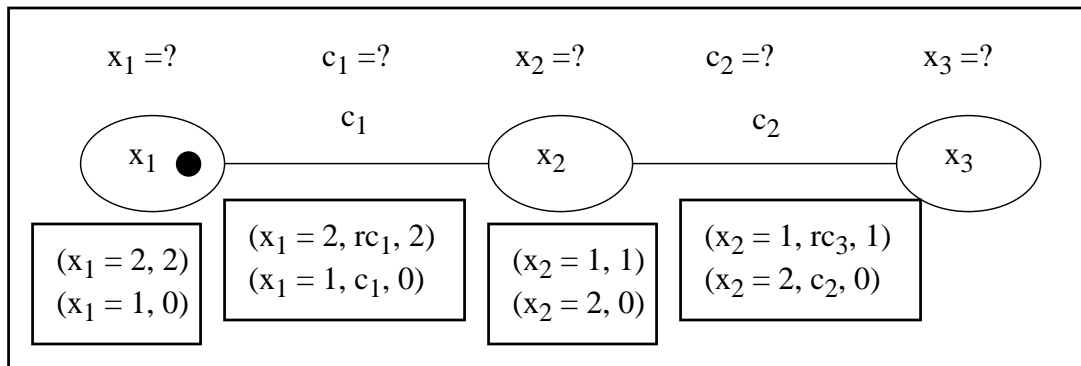 x₁ =? c₁ =? x₂ =? c₂ =? x₃ =?
c₁ c₂
x₁ x₂ x₃
(x₁ = 2, 2)
(x₁ = 1, 0)
(x₁ = 2, rc₁, 2)
(x₁ = 1, c₁, 0)
(x₂ = 1, 1)
(x₂ = 2, 0)
(x₂ = 1, rc₃, 1)
(x₂ = 2, c₂, 0)